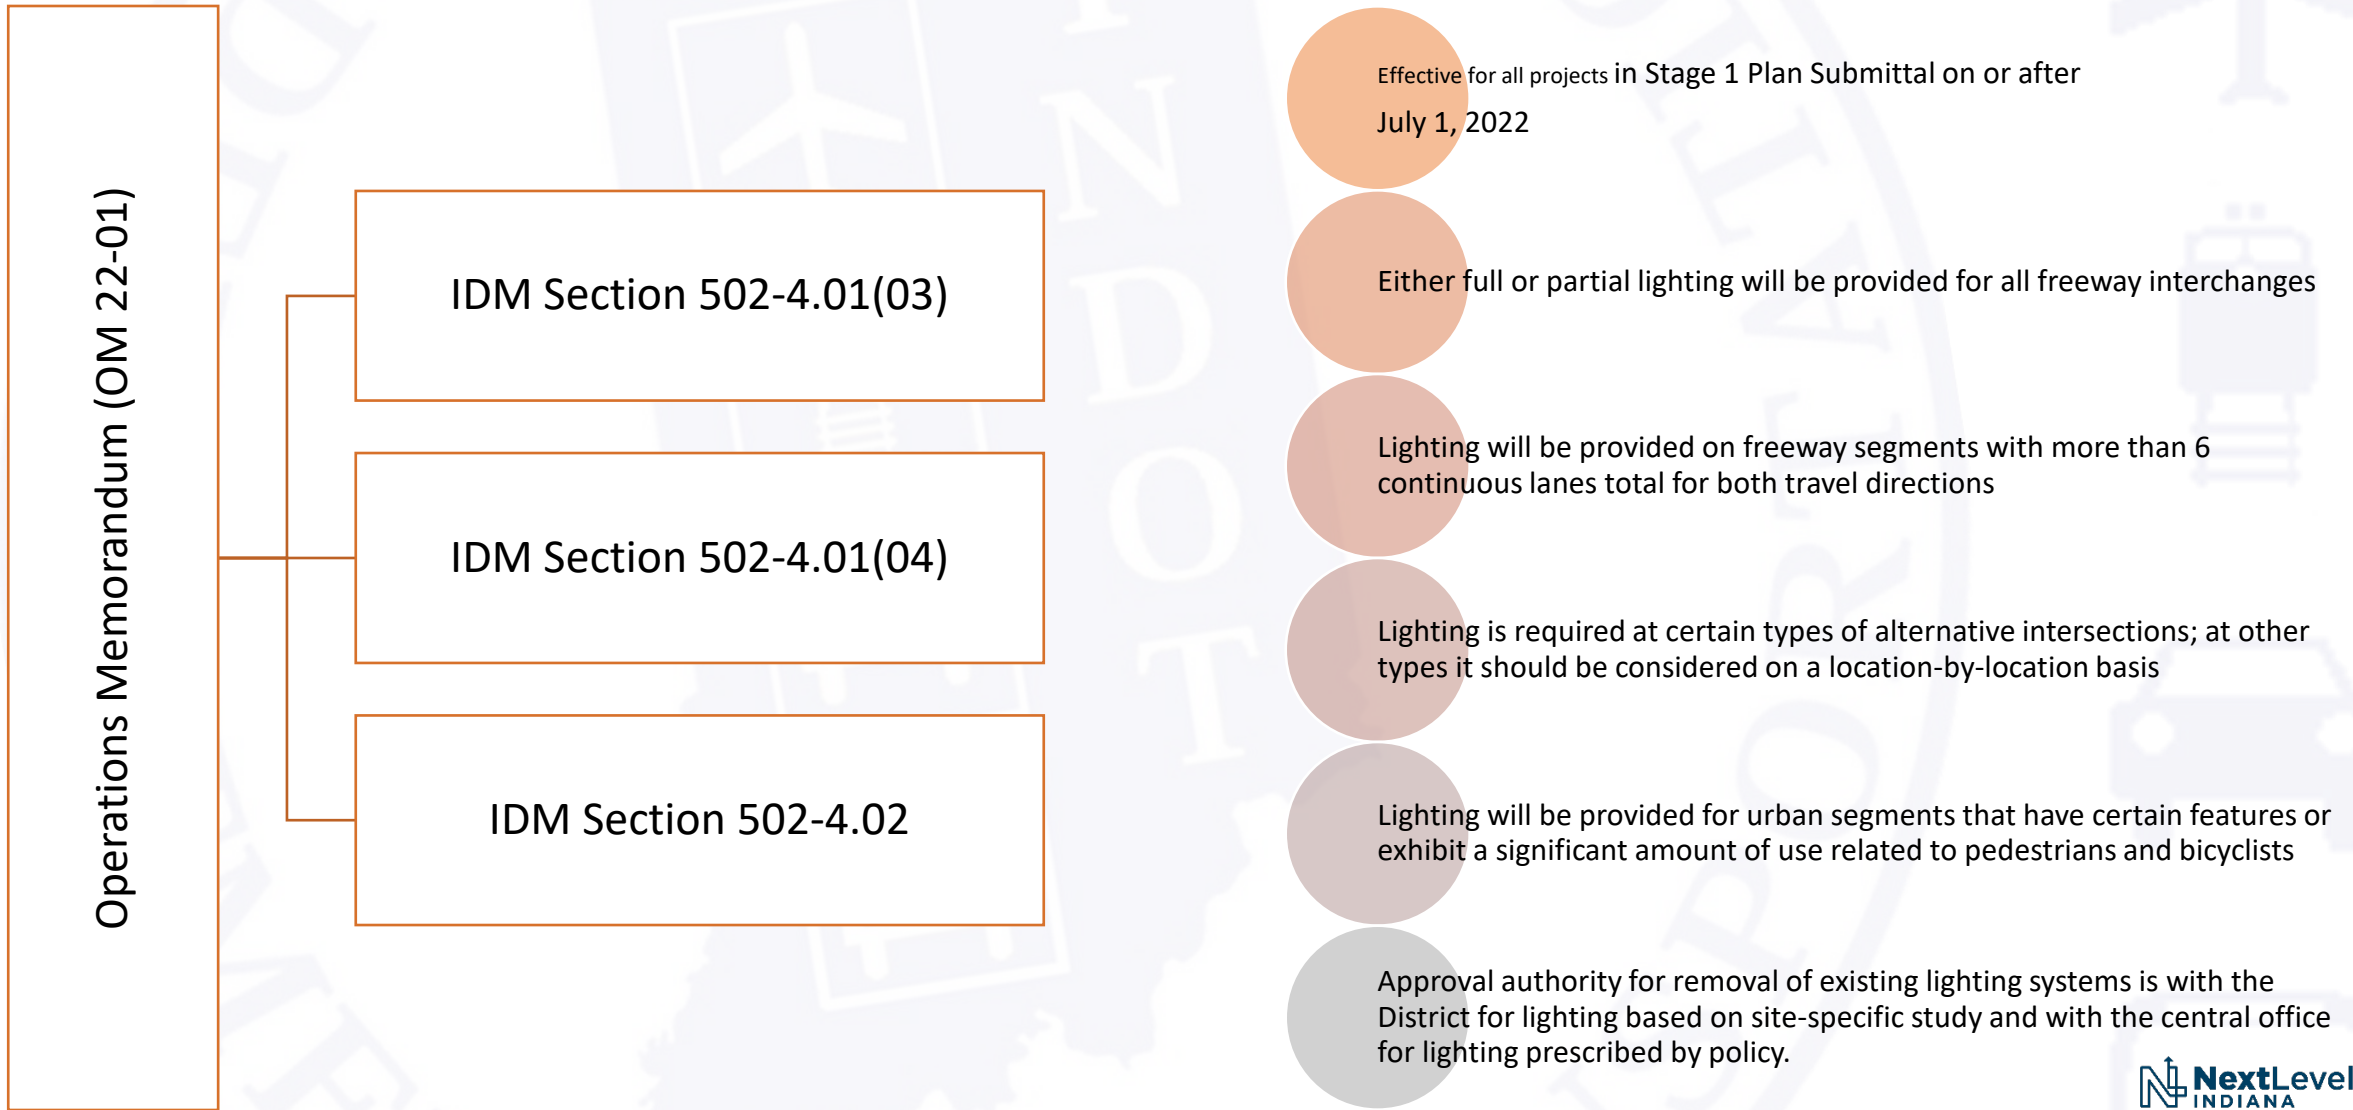 Operations Memorandum (OM 22-01)
IDM Section 502-4.01(03)
IDM Section 502-4.01(04)
IDM Section 502-4.02
Effective for all projects in Stage 1 Plan Submittal on or after
July 1, 2022
Either full or partial lighting will be provided for all freeway interchanges
Lighting will be provided on freeway segments with more than 6
continuous lanes total for both travel directions
Lighting is required at certain types of alternative intersections; at other
types it should be considered on a location-by-location basis
Lighting will be provided for urban segments that have certain features or
exhibit a significant amount of use related to pedestrians and bicyclists
Approval authority for removal of existing lighting systems is with the
District for lighting based on site-specific study and with the central office
for lighting prescribed by policy.
NextLevel
INDIANA